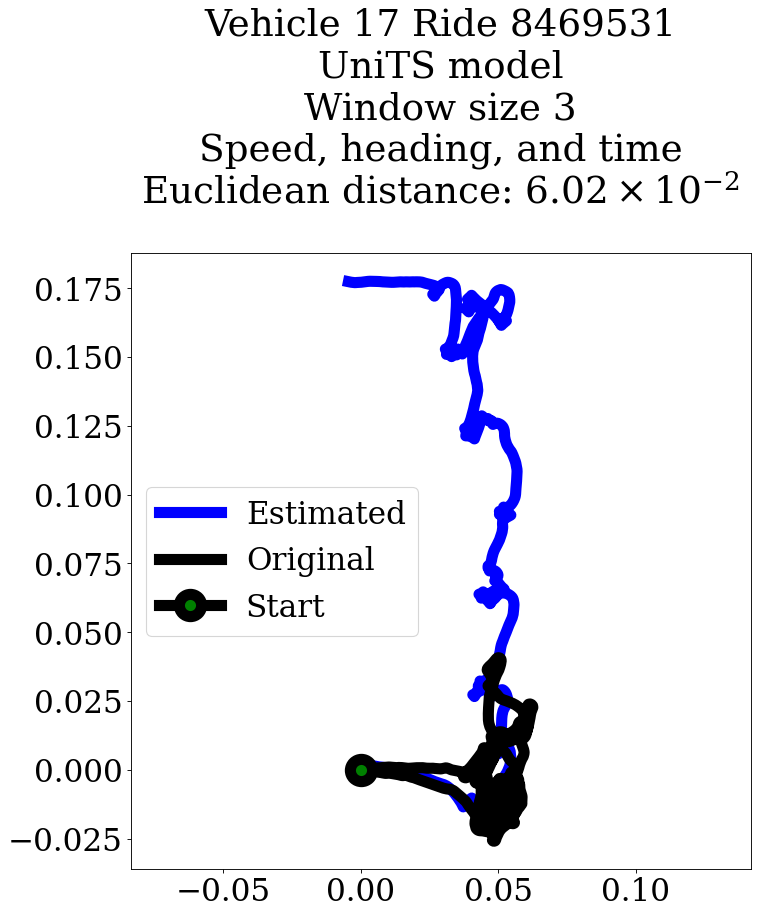 Vehicle 17 Ride 8469531
UniTS model
Window size 3
Speed, heading, and time
Euclidean distance: 6.02 × 10⁻²
0.175
0.150
0.125
0.100
0.075
0.050
0.025
0.000
−0.025
Estimated
Original
Start
−0.05 0.00 0.05 0.10